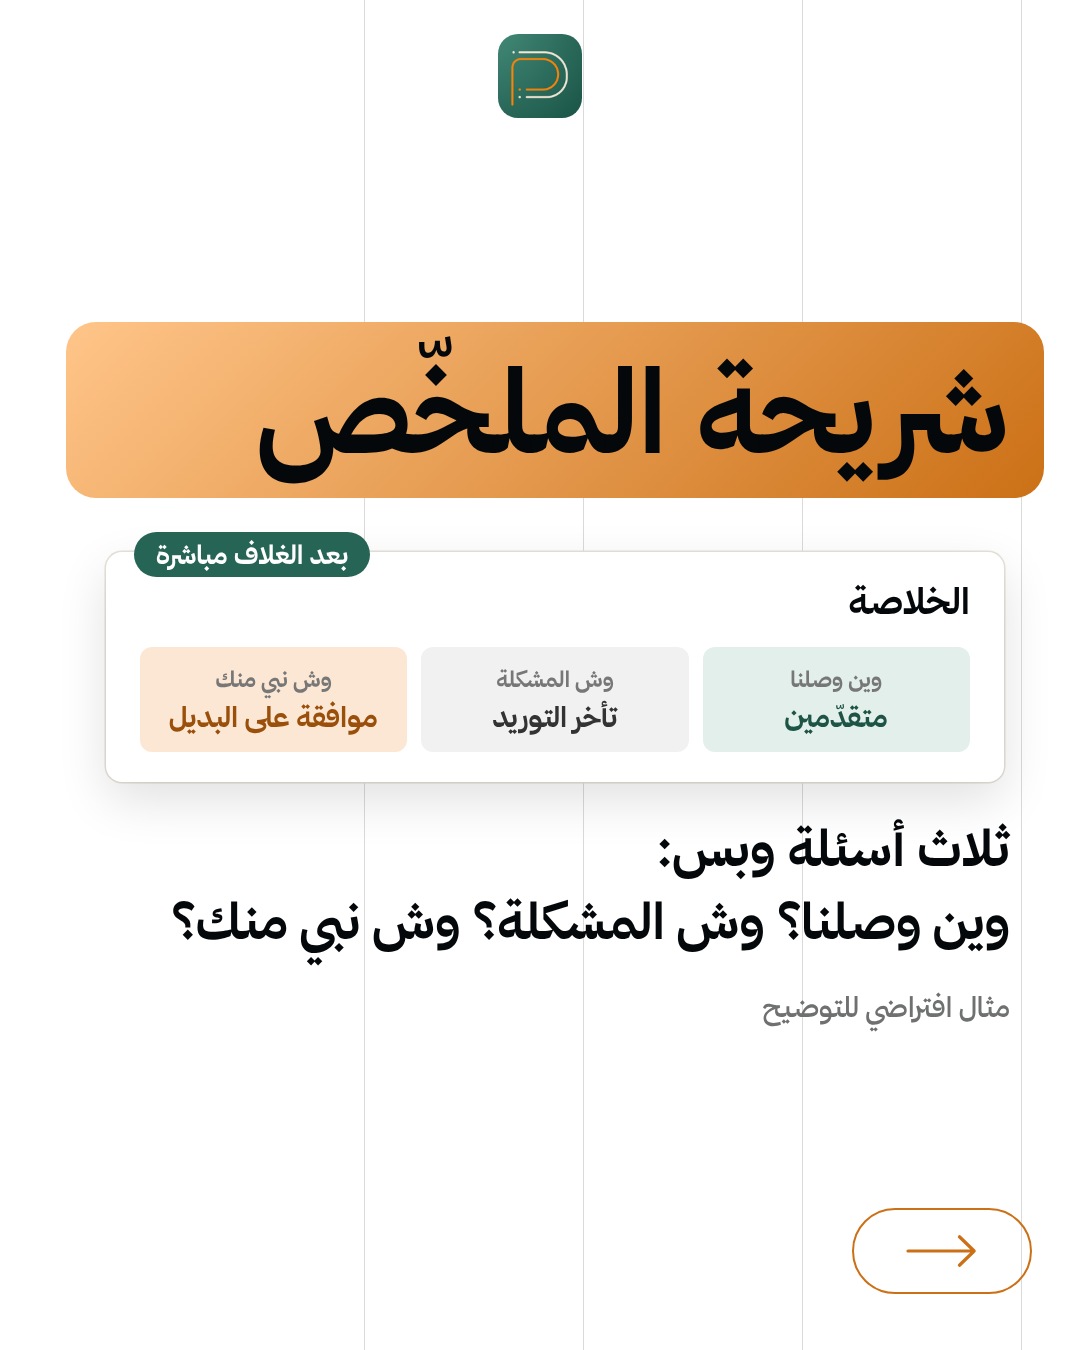 شريحة الملخّص
بعد الغلاف مباشرة
الخلاصة
وين وصلنا
متقدّمين
وش المشكلة
تأخر التوريد
وش نبي منك
موافقة على البديل
ثلاث أسئلة وبس:
وين وصلنا؟ وش المشكلة؟ وش نبي منك؟
مثال افتراضي للتوضيح